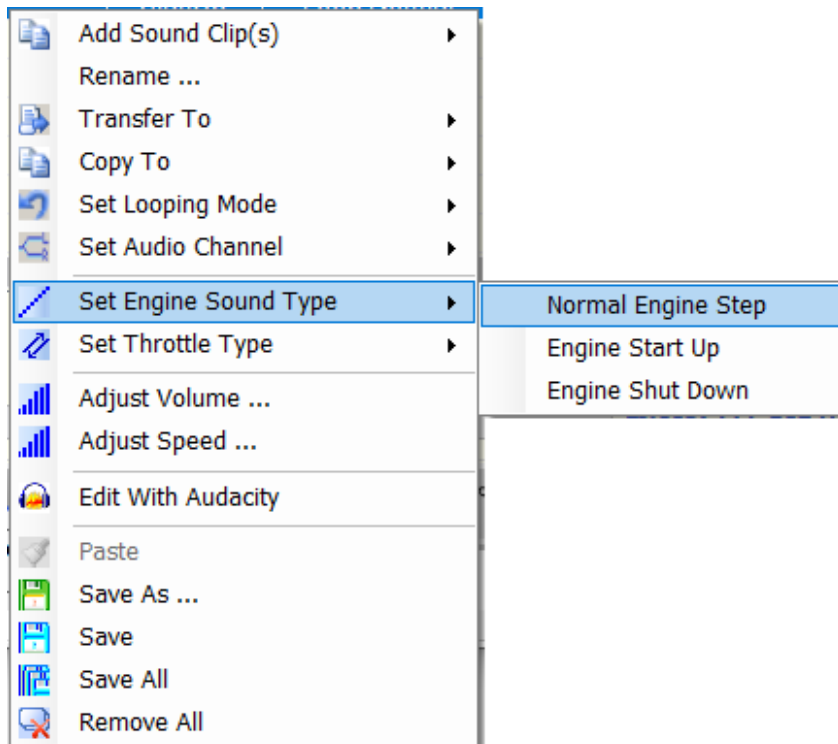 Add Sound Clip(s)
Rename ...
Transfer To
Copy To
Set Looping Mode
Set Audio Channel
Set Engine Sound Type
Normal Engine Step
Set Throttle Type
Engine Start Up
Engine Shut Down
Adjust Volume ...
Adjust Speed ...
Edit With Audacity
Paste
Save As ...
Save
Save All
Remove All